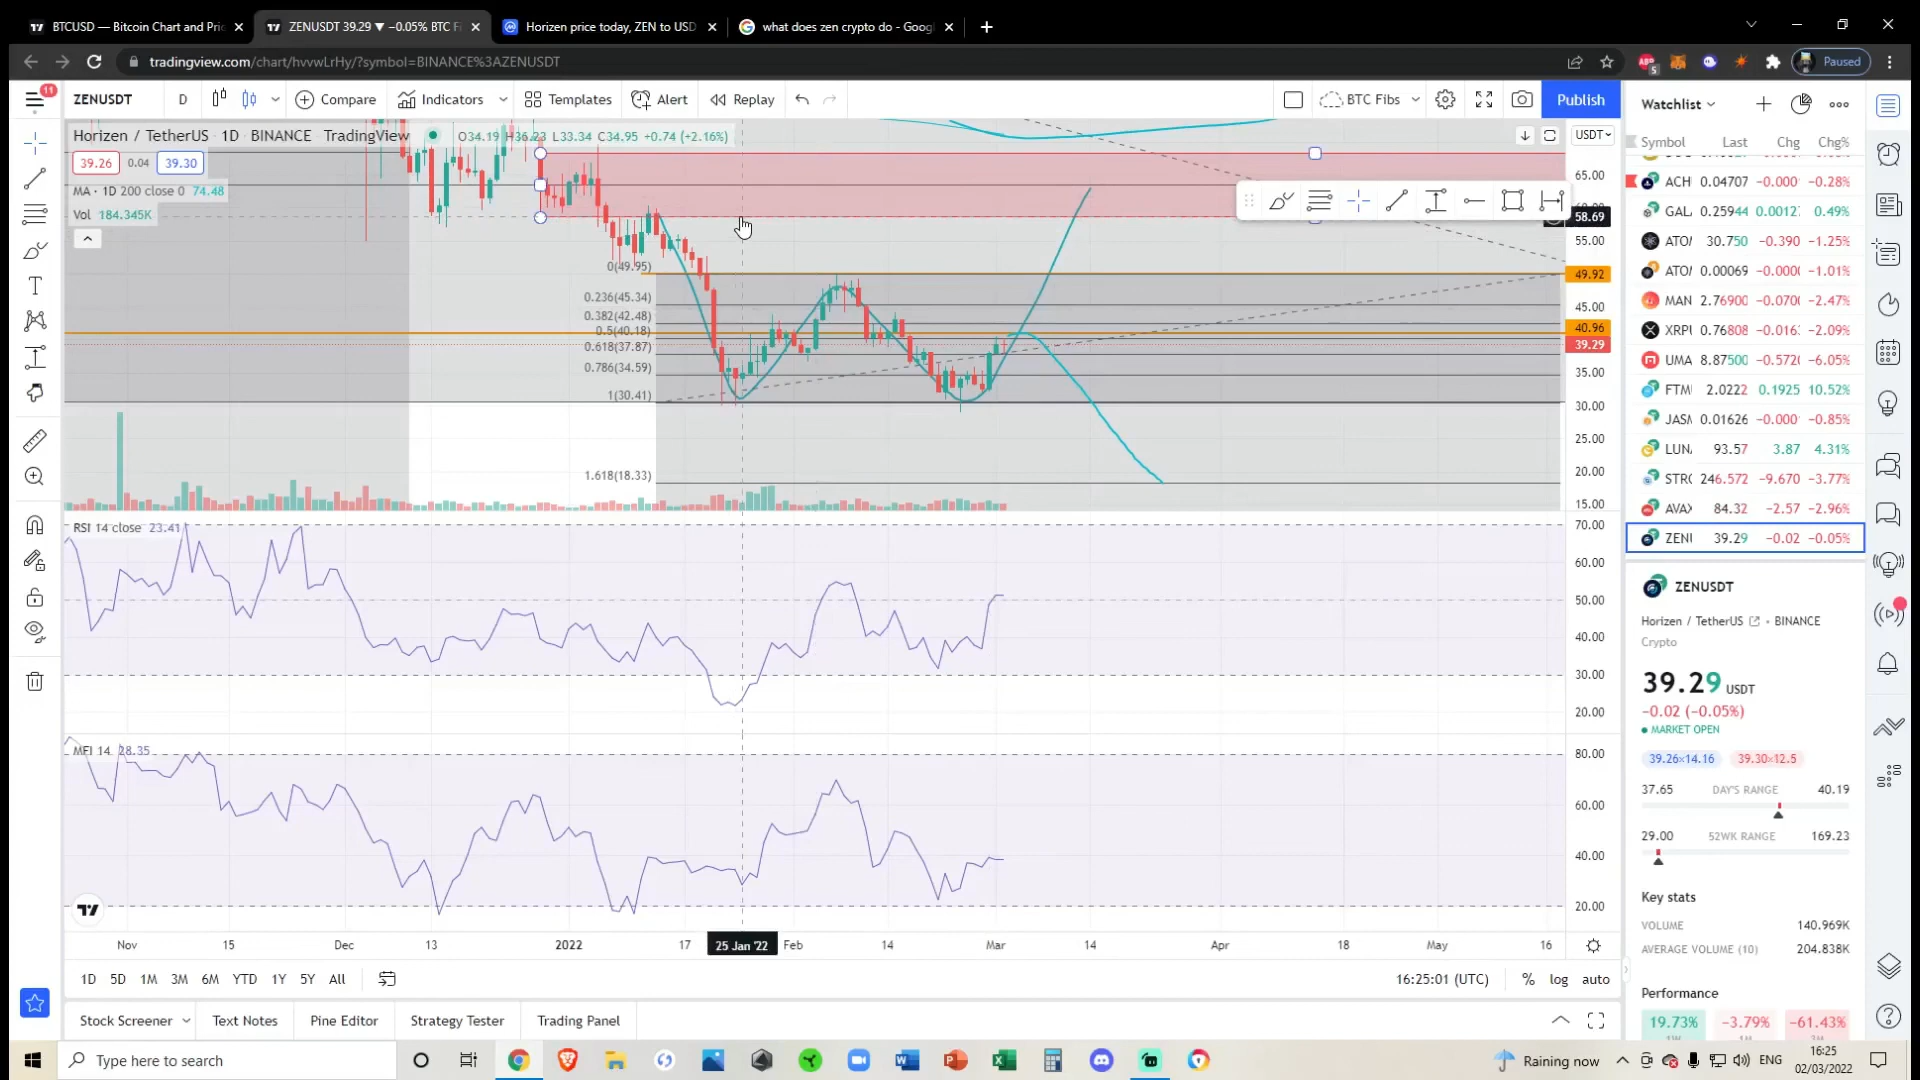 BTCUSD — Bitcoin Chart and Pric
ZENUSDT 39.29 ▼ −0.05% BTC F
Horizen price today, ZEN to USD
what does zen crypto do - Googl
tradingview.com/chart/hvvwLrHy/?symbol=BINANCE%3AZENUSDT
5
Paused
11
ZENUSDT D Compare Indicators Templates Alert Replay BTC Fibs Publish
Horizen / TetherUS 1D BINANCE TradingView O34.19 H36.23 L33.34 C34.95 +0.74 (+2.16%)
39.26 0.04 39.30
MA · 1D 200 close 0 74.48
Vol 184.345K
USDT
65.00
58.69
55.00
49.92
45.00
40.96
39.29
35.00
30.00
25.00
20.00
15.00
0(49.95)
0.236(45.34)
0.382(42.48)
0.5(40.18)
0.618(37.87)
0.786(34.59)
1(30.41)
1.618(18.33)
RSI 14 close 23.41
70.00
60.00
50.00
40.00
30.00
20.00
MFI 14 28.35
80.00
60.00
40.00
20.00
Nov 15 Dec 13 2022 17 25 Jan '22 Feb 14 Mar 14 Apr 18 May 16
1D 5D 1M 3M 6M YTD 1Y 5Y All
16:25:01 (UTC) % log auto
Stock Screener Text Notes Pine Editor Strategy Tester Trading Panel
Watchlist
Symbol Last Chg Chg%
ACH 0.04707 −0.000 −0.28%
GAL 0.25944 0.0012 0.49%
ATO 30.750 −0.390 −1.25%
ATO 0.00069 −0.000 −1.01%
MAN 2.76900 −0.070 −2.47%
XRP 0.76808 −0.016 −2.09%
UMA 8.87500 −0.572 −6.05%
FTM 2.0222 0.1925 10.52%
JAS 0.01626 −0.000 −0.85%
LUN 93.57 3.87 4.31%
STR 246.572 −9.670 −3.77%
AVAX 84.32 −2.57 −2.96%
ZEN 39.29 −0.02 −0.05%
ZENUSDT
Horizen / TetherUS • BINANCE
Crypto
39.29 USDT
−0.02 (−0.05%)
MARKET OPEN
39.26×14.16 39.30×12.5
37.65 DAY'S RANGE 40.19
29.00 52WK RANGE 169.23
Key stats
VOLUME 140.969K
AVERAGE VOLUME (10) 204.838K
Performance
19.73% −3.79% −61.43%
Type here to search
Raining now ENG 16:25
02/03/2022